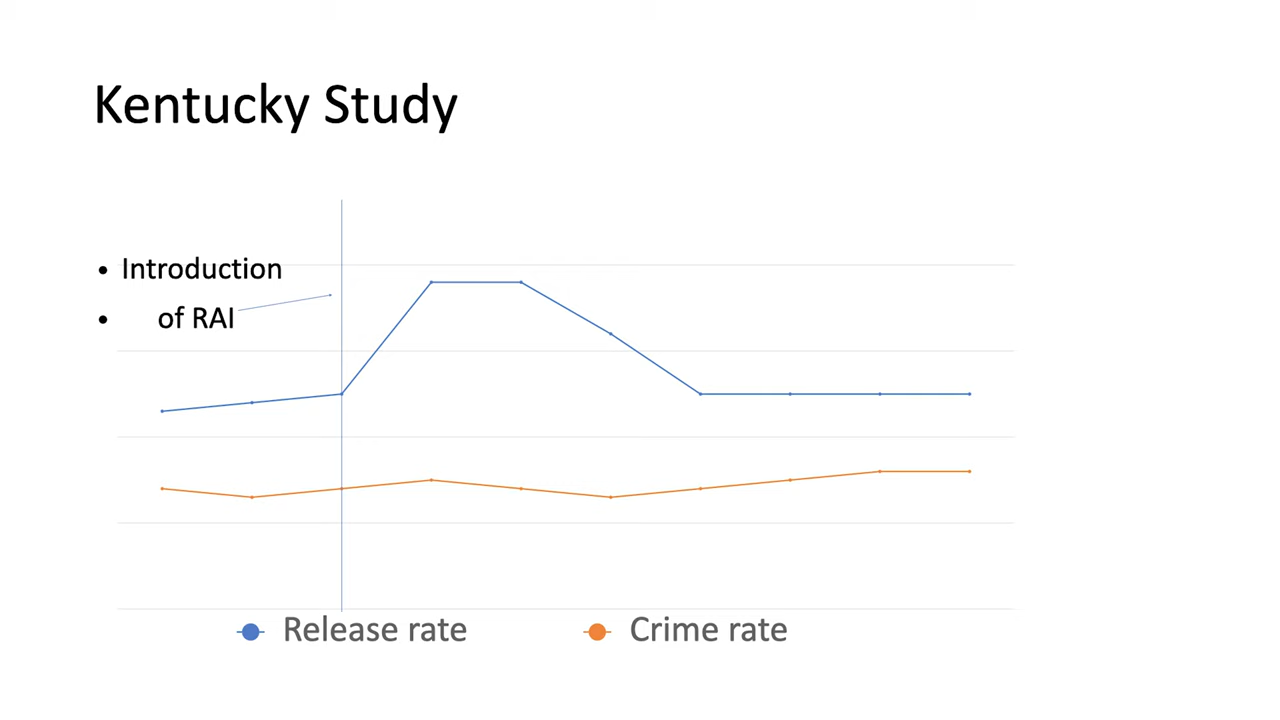 Kentucky Study
• Introduction
• of RAI
Release rate
Crime rate